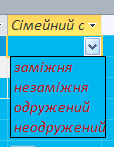 Сімейний с
заміжня
незаміжня
одружений
неодружений